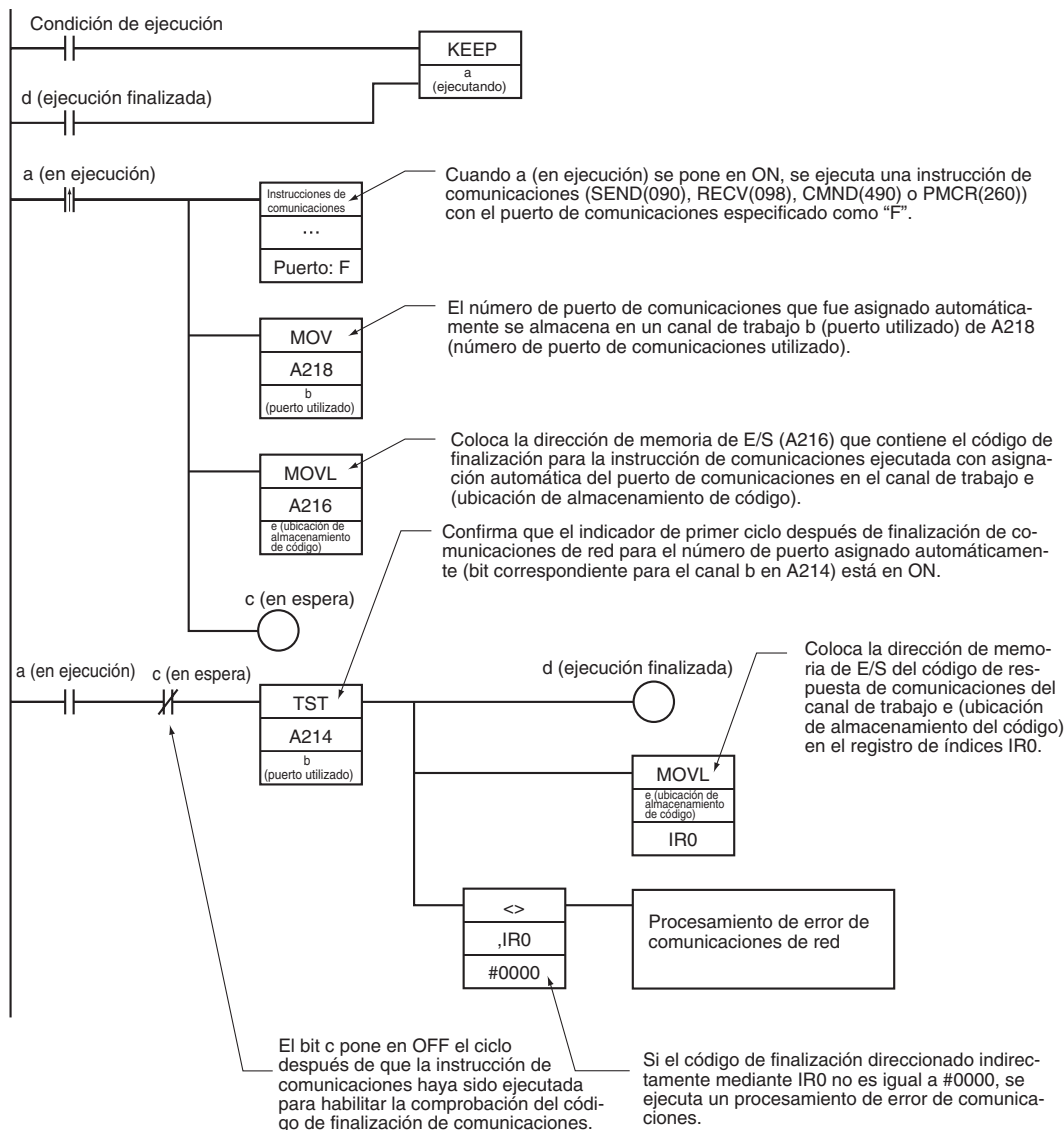 Condición de ejecución
KEEP
a
(ejecutando)
d (ejecución finalizada)
a (en ejecución)
Instrucciones de
comunicaciones
...
Puerto: F
Cuando a (en ejecución) se pone en ON, se ejecuta una instrucción de
comunicaciones (SEND(090), RECV(098), CMND(490) o PMCR(260))
con el puerto de comunicaciones especificado como “F”.
MOV
A218
b
(puerto utilizado)
El número de puerto de comunicaciones que fue asignado automática-
mente se almacena en un canal de trabajo b (puerto utilizado) de A218
(número de puerto de comunicaciones utilizado).
MOVL
A216
e (ubicación de
almacenamiento
de código)
Coloca la dirección de memoria de E/S (A216) que contiene el código de
finalización para la instrucción de comunicaciones ejecutada con asigna-
ción automática del puerto de comunicaciones en el canal de trabajo e
(ubicación de almacenamiento de código).
Confirma que el indicador de primer ciclo después de finalización de co-
municaciones de red para el número de puerto asignado automáticamen-
te (bit correspondiente para el canal b en A214) está en ON.
c (en espera)
a (en ejecución)
c (en espera)
TST
A214
b
(puerto utilizado)
d (ejecución finalizada)
Coloca la dirección de memo-
ria de E/S del código de res-
puesta de comunicaciones del
canal de trabajo e (ubicación
de almacenamiento del código)
en el registro de índices IR0.
MOVL
e (ubicación de
almacenamiento
de código)
IR0
<>
,IR0
#0000
Procesamiento de error de
comunicaciones de red
El bit c pone en OFF el ciclo
después de que la instrucción de
comunicaciones haya sido ejecutada
para habilitar la comprobación del códi-
go de finalización de comunicaciones.
Si el código de finalización direccionado indirec-
tamente mediante IR0 no es igual a #0000, se
ejecuta un procesamiento de error de comunica-
ciones.